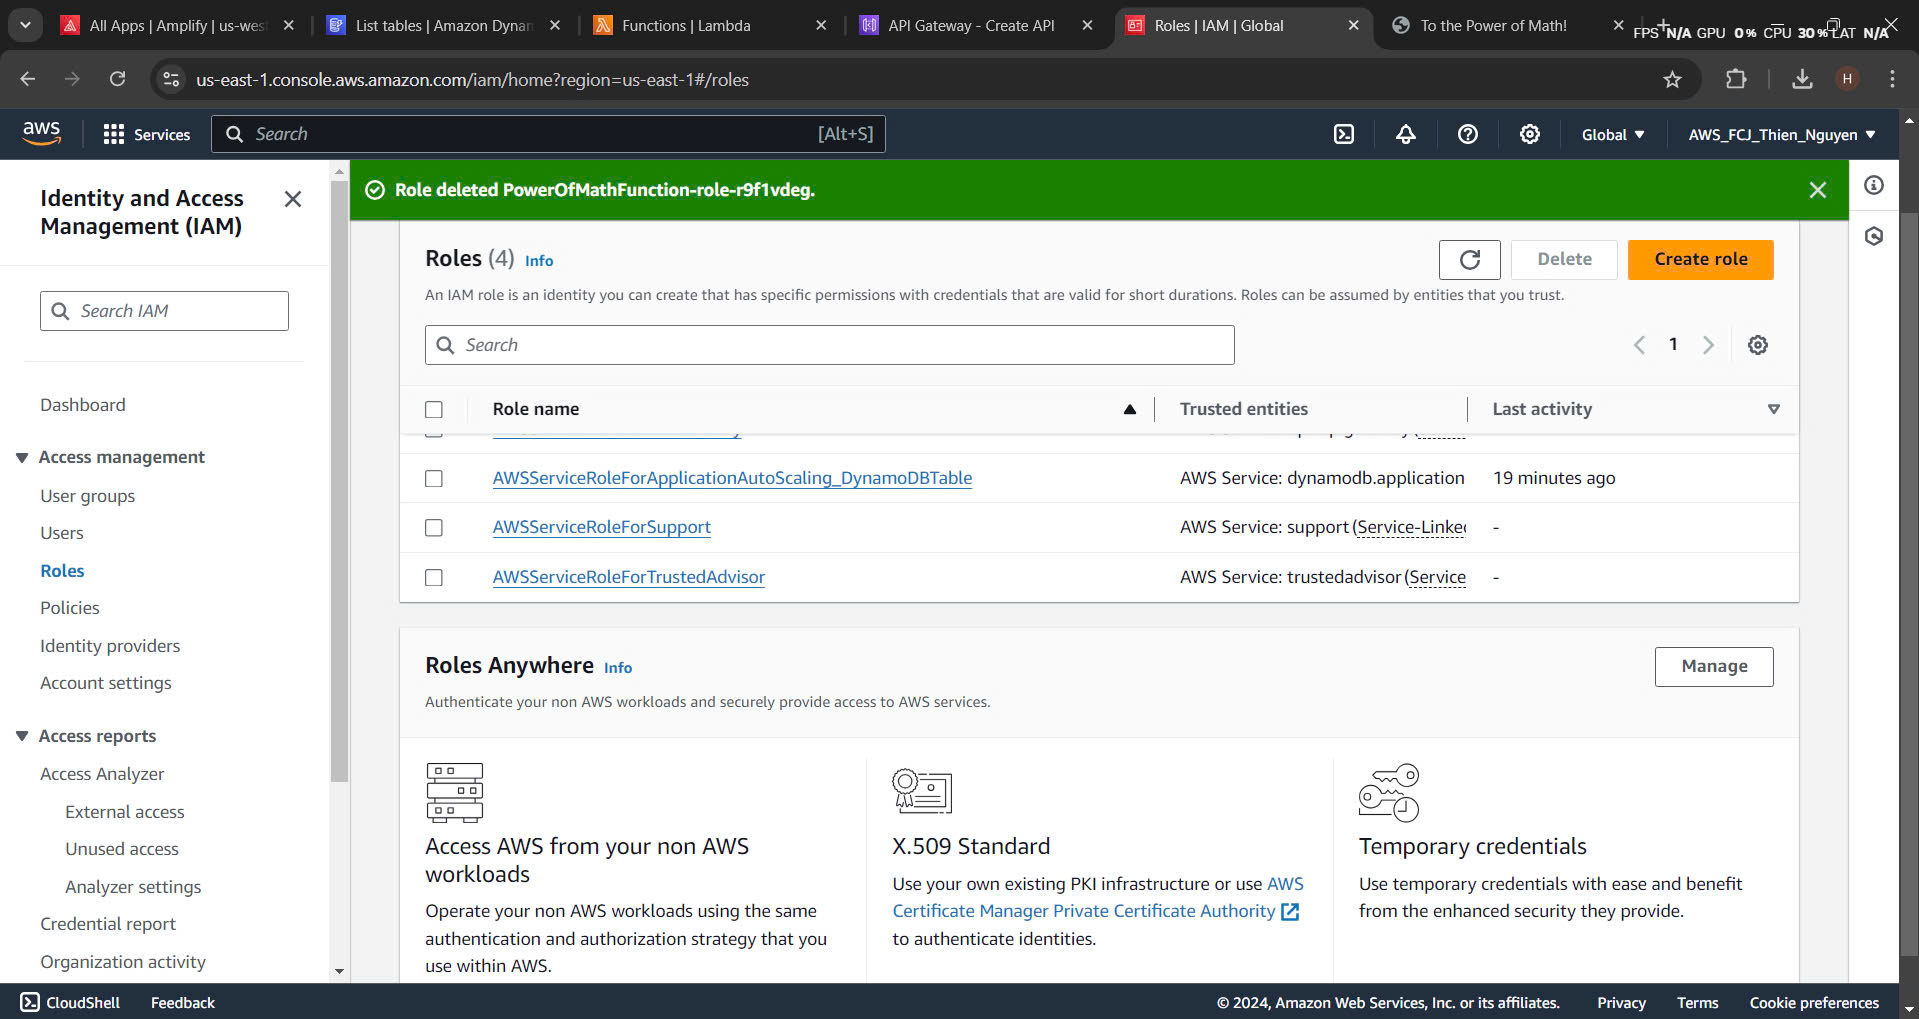 All Apps | Amplify | us-wes
List tables | Amazon Dynan
Functions | Lambda
API Gateway - Create API
Roles | IAM | Global
To the Power of Math!
FPS N/A GPU 0% CPU 30% LAT N/A
us-east-1.console.aws.amazon.com/iam/home?region=us-east-1#/roles
H
aws
Services
Search
[Alt+S]
Global
AWS_FCJ_Thien_Nguyen
Identity and Access
Management (IAM)
Search IAM
Dashboard
Access management
User groups
Users
Roles
Policies
Identity providers
Account settings
Access reports
Access Analyzer
External access
Unused access
Analyzer settings
Credential report
Organization activity
Role deleted PowerOfMathFunction-role-r9f1vdeg.
Roles (4) Info
Delete
Create role
An IAM role is an identity you can create that has specific permissions with credentials that are valid for short durations. Roles can be assumed by entities that you trust.
Search
1
Role name
Trusted entities
Last activity
AWSServiceRoleForApplicationAutoScaling_DynamoDBTable
AWS Service: dynamodb.application
19 minutes ago
AWSServiceRoleForSupport
AWS Service: support (Service-Linked
-
AWSServiceRoleForTrustedAdvisor
AWS Service: trustedadvisor (Service
-
Roles Anywhere Info
Manage
Authenticate your non AWS workloads and securely provide access to AWS services.
Access AWS from your non AWS
workloads
Operate your non AWS workloads using the same
authentication and authorization strategy that you
use within AWS.
X.509 Standard
Use your own existing PKI infrastructure or use AWS
Certificate Manager Private Certificate Authority
to authenticate identities.
Temporary credentials
Use temporary credentials with ease and benefit
from the enhanced security they provide.
CloudShell
Feedback
© 2024, Amazon Web Services, Inc. or its affiliates.
Privacy
Terms
Cookie preferences